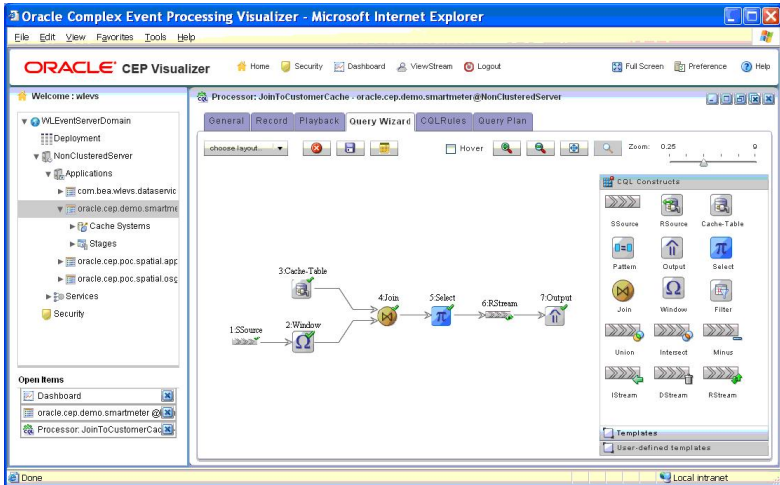 Oracle Complex Event Processing Visualizer - Microsoft Internet Explorer
File Edit View Favorites Tools Help
ORACLE CEP Visualizer Home Security Dashboard ViewStream Logout Full Screen Preference Help
Welcome : wlevs
Processor: JoinToCustomerCache - oracle.cep.demo.smartmeter@NonClusteredServer
WLEventServerDomain
Deployment
NonClusteredServer
Applications
com.bea.wlevs.dataservic
oracle.cep.demo.smartme
Cache Systems
Stages
oracle.cep.poc.spatial.app
oracle.cep.poc.spatial.osg
Services
Security
General Record Playback Query Wizard CQLRules Query Plan
choose layout... Hover Zoom: 0.25 9
3:Cache-Table
4:Join 5:Select 6:RStream 7:Output
1:SSource 2:Window
CQL Constructs
SSource RSource Cache-Table
Pattern Output Select
Join Window Filter
Union Intersect Minus
IStream DStream RStream
Templates
User-defined templates
Open Items
Dashboard
oracle.cep.demo.smartmeter @
Processor: JoinToCustomerCac
Done Local intranet